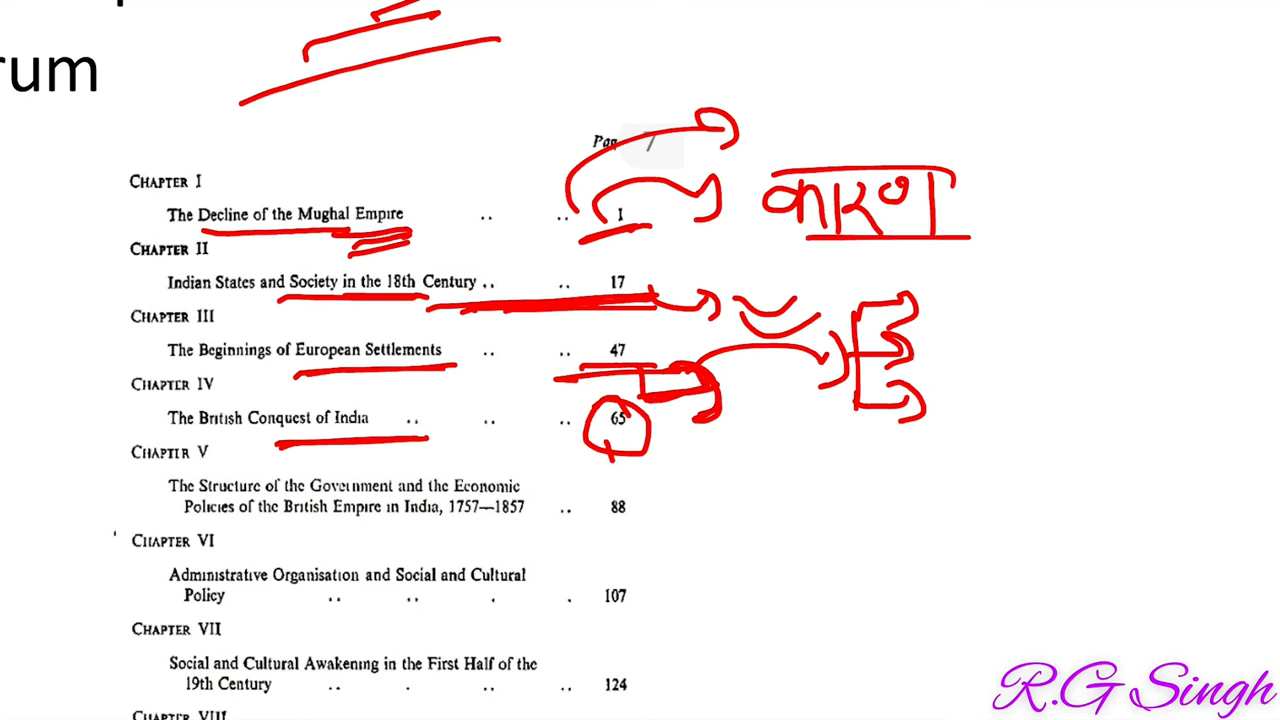 rum
Pag 7
CHAPTER I
The Decline of the Mughal Empire .. .. 1
कारण
CHAPTER II
Indian States and Society in the 18th Century .. .. 17
CHAPTER III
The Beginnings of European Settlements .. .. 47
CHAPTER IV
The British Conquest of India .. .. .. 65
CHAPTER V
The Structure of the Government and the Economic
Policies of the British Empire in India, 1757—1857 .. 88
CHAPTER VI
Administrative Organisation and Social and Cultural
Policy .. .. . . 107
CHAPTER VII
Social and Cultural Awakening in the First Half of the
19th Century .. . .. .. 124
CHAPTER VIII
R.G Singh